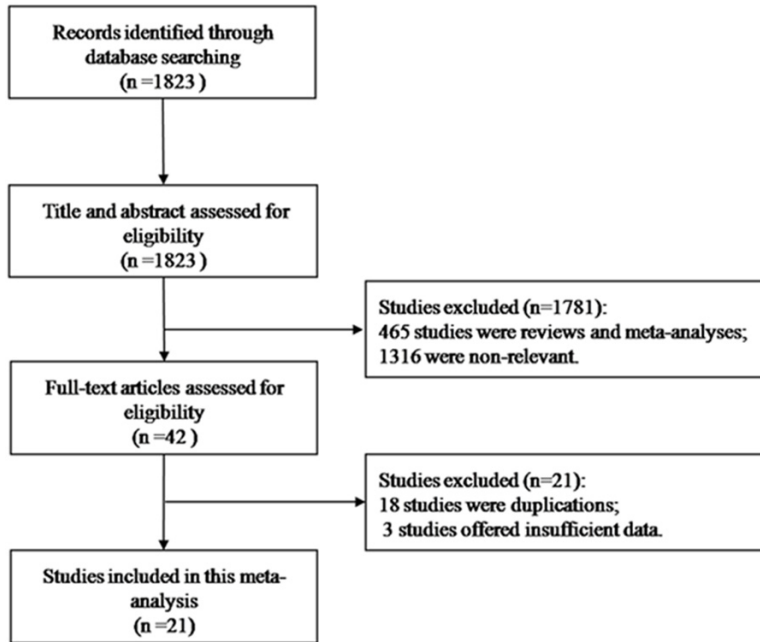 Records identified through
database searching
(n =1823 )
Title and abstract assessed for
eligibility
(n =1823 )
Studies excluded (n=1781):
465 studies were reviews and meta-analyses;
1316 were non-relevant.
Full-text articles assessed for
eligibility
(n =42 )
Studies excluded (n=21):
18 studies were duplications;
3 studies offered insufficient data.
Studies included in this meta-
analysis
(n =21)